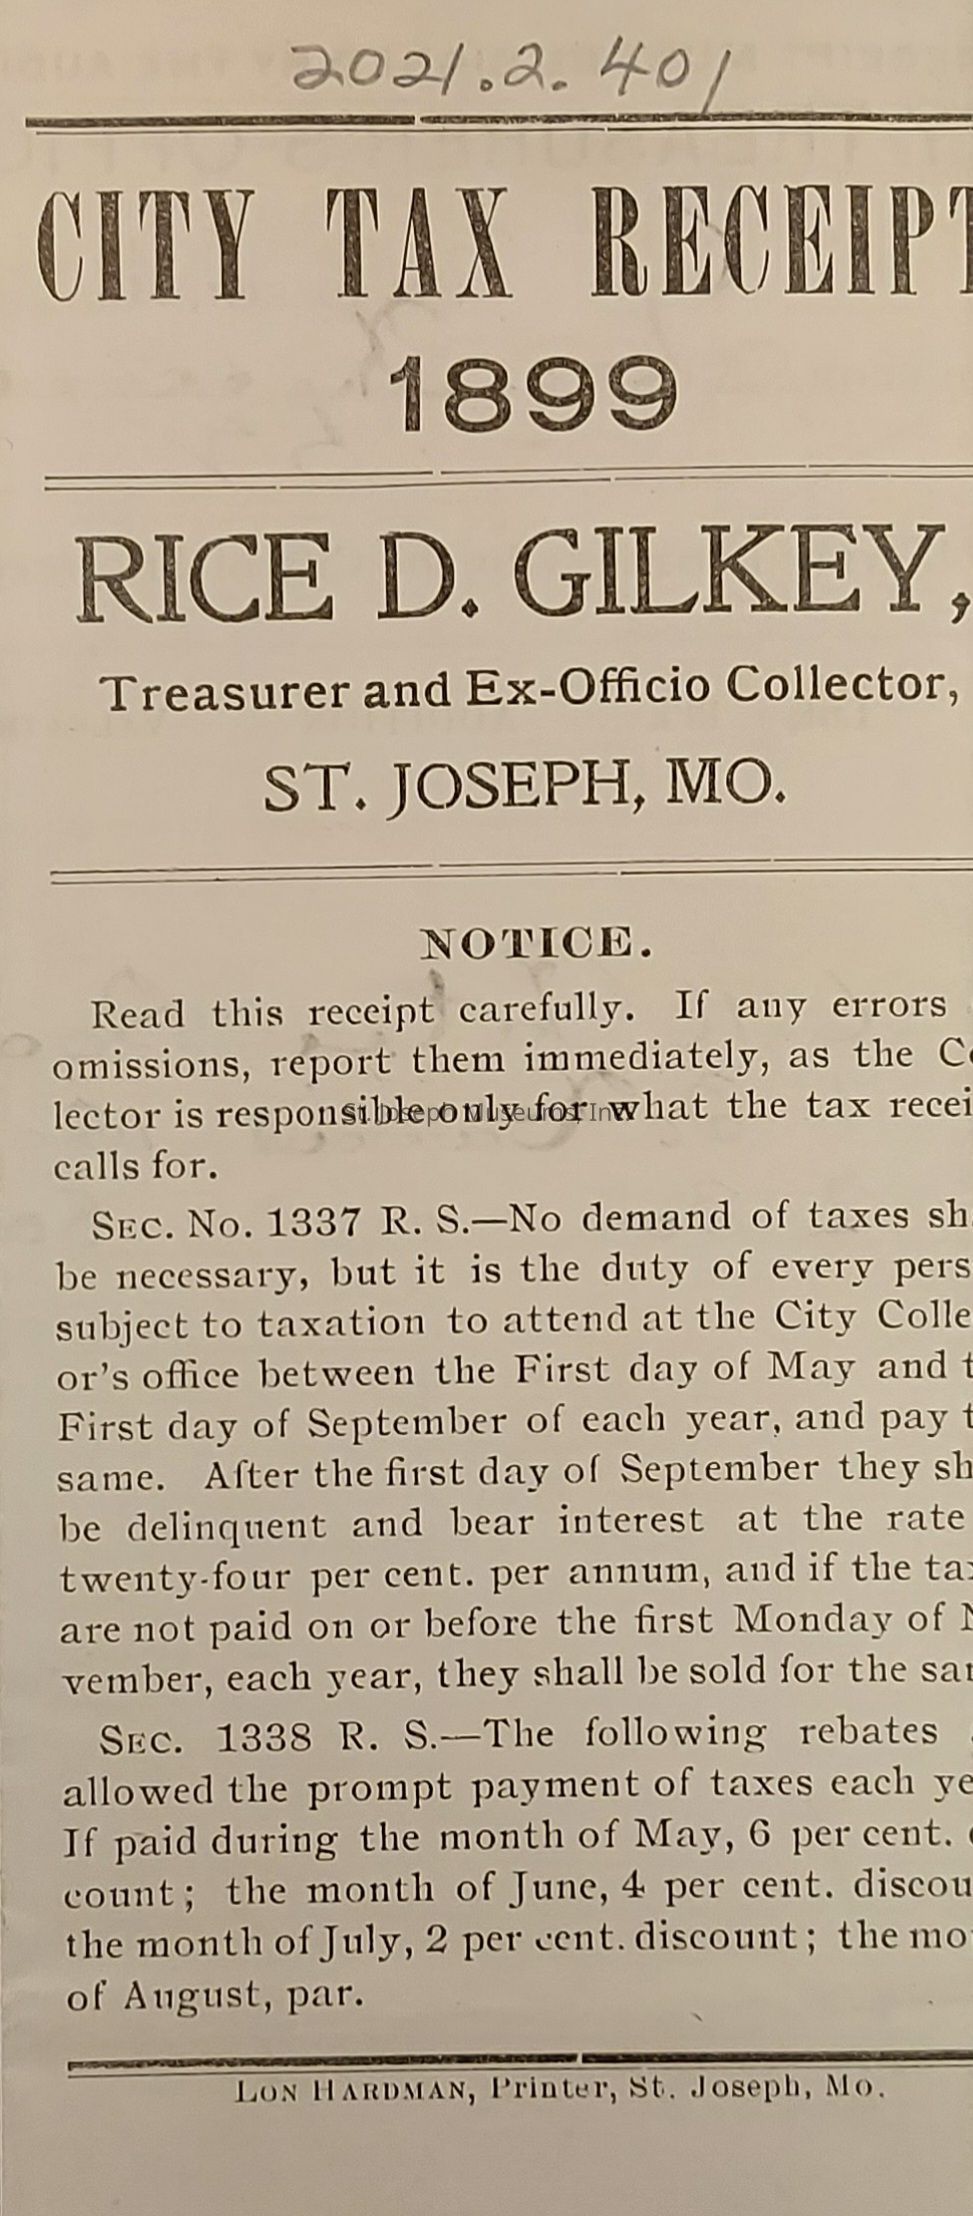 2021.2.401
CITY TAX RECEIPT
1899
RICE D. GILKEY,
Treasurer and Ex-Officio Collector,
ST. JOSEPH, MO.
NOTICE.
Read this receipt carefully. If any errors
omissions, report them immediately, as the Co
lector is responsible only for what the tax recei
St. Joseph Museums, Inc.
calls for.
SEC. No. 1337 R. S.—No demand of taxes sha
be necessary, but it is the duty of every pers
subject to taxation to attend at the City Colle
or's office between the First day of May and t
First day of September of each year, and pay t
same. After the first day of September they sh
be delinquent and bear interest at the rate
twenty-four per cent. per annum, and if the tax
are not paid on or before the first Monday of N
vember, each year, they shall be sold for the sam
SEC. 1338 R. S.—The following rebates
allowed the prompt payment of taxes each ye
If paid during the month of May, 6 per cent.
count; the month of June, 4 per cent. discou
the month of July, 2 per cent. discount; the mo
of August, par.
LON HARDMAN, Printer, St. Joseph, Mo.